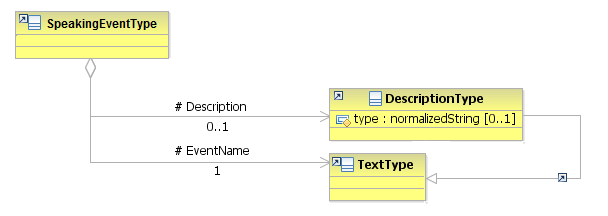 SpeakingEventType
# Description
0..1
DescriptionType
type : normalizedString [0..1]
# EventName
1
TextType